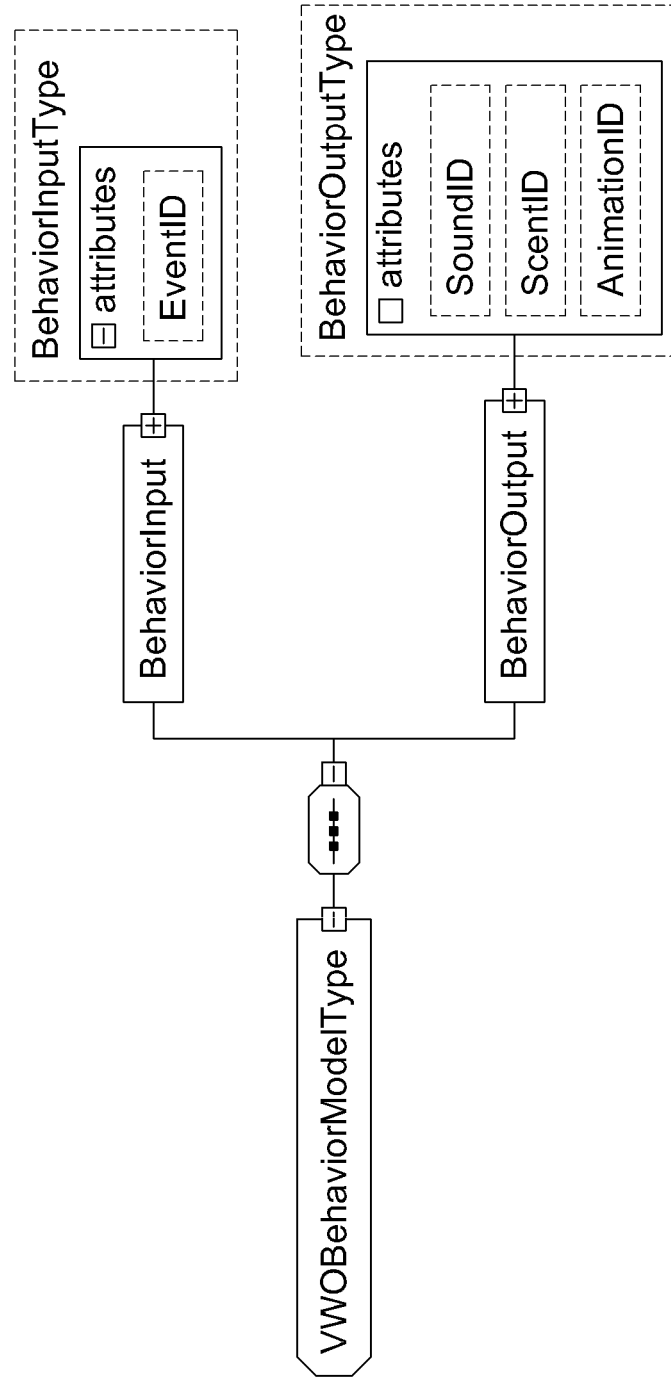 VWOBehaviorModelType
BehaviorInput
BehaviorInputType
attributes
EventID
BehaviorOutput
BehaviorOutputType
attributes
SoundID
ScentID
AnimationID